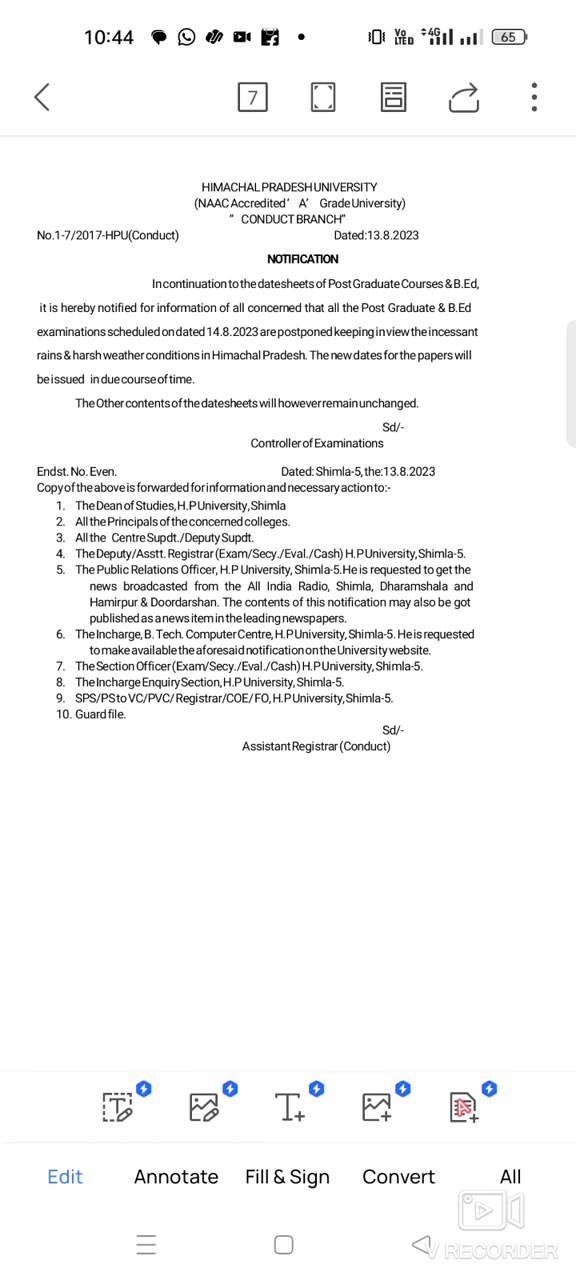 10:44
Vo LTED 4G 65
7
HIMACHAL PRADESH UNIVERSITY
(NAAC Accredited ' A' Grade University)
" CONDUCT BRANCH"
No.1-7/2017-HPU(Conduct) Dated:13.8.2023
NOTIFICATION
In continuation to the datesheets of Post Graduate Courses & B.Ed,
it is hereby notified for information of all concerned that all the Post Graduate & B.Ed
examinations scheduled on dated 14.8.2023 are postponed keeping in view the incessant
rains & harsh weather conditions in Himachal Pradesh. The new dates for the papers will
be issued in due course of time.
The Other contents of the datesheets will however remain unchanged.
Sd/-
Controller of Examinations
Endst. No. Even. Dated: Shimla-5, the:13.8.2023
Copy of the above is forwarded for information and necessary action to:-
1. The Dean of Studies, H.P University, Shimla
2. All the Principals of the concerned colleges.
3. All the Centre Supdt./Deputy Supdt.
4. The Deputy/Asstt. Registrar (Exam/Secy./Eval./Cash) H.P University, Shimla-5.
5. The Public Relations Officer, H.P University, Shimla-5.He is requested to get the
news broadcasted from the All India Radio, Shimla, Dharamshala and
Hamirpur & Doordarshan. The contents of this notification may also be got
published as a news item in the leading newspapers.
6. The Incharge, B. Tech. Computer Centre, H.P University, Shimla-5. He is requested
to make available the aforesaid notification on the University website.
7. The Section Officer (Exam/Secy./Eval./Cash) H.P University, Shimla-5.
8. The Incharge Enquiry Section, H.P University, Shimla-5.
9. SPS/PS to VC/PVC/ Registrar/COE/ FO, H.P University, Shimla-5.
10. Guard file.
Sd/-
Assistant Registrar (Conduct)
Edit Annotate Fill & Sign Convert All
V RECORDER